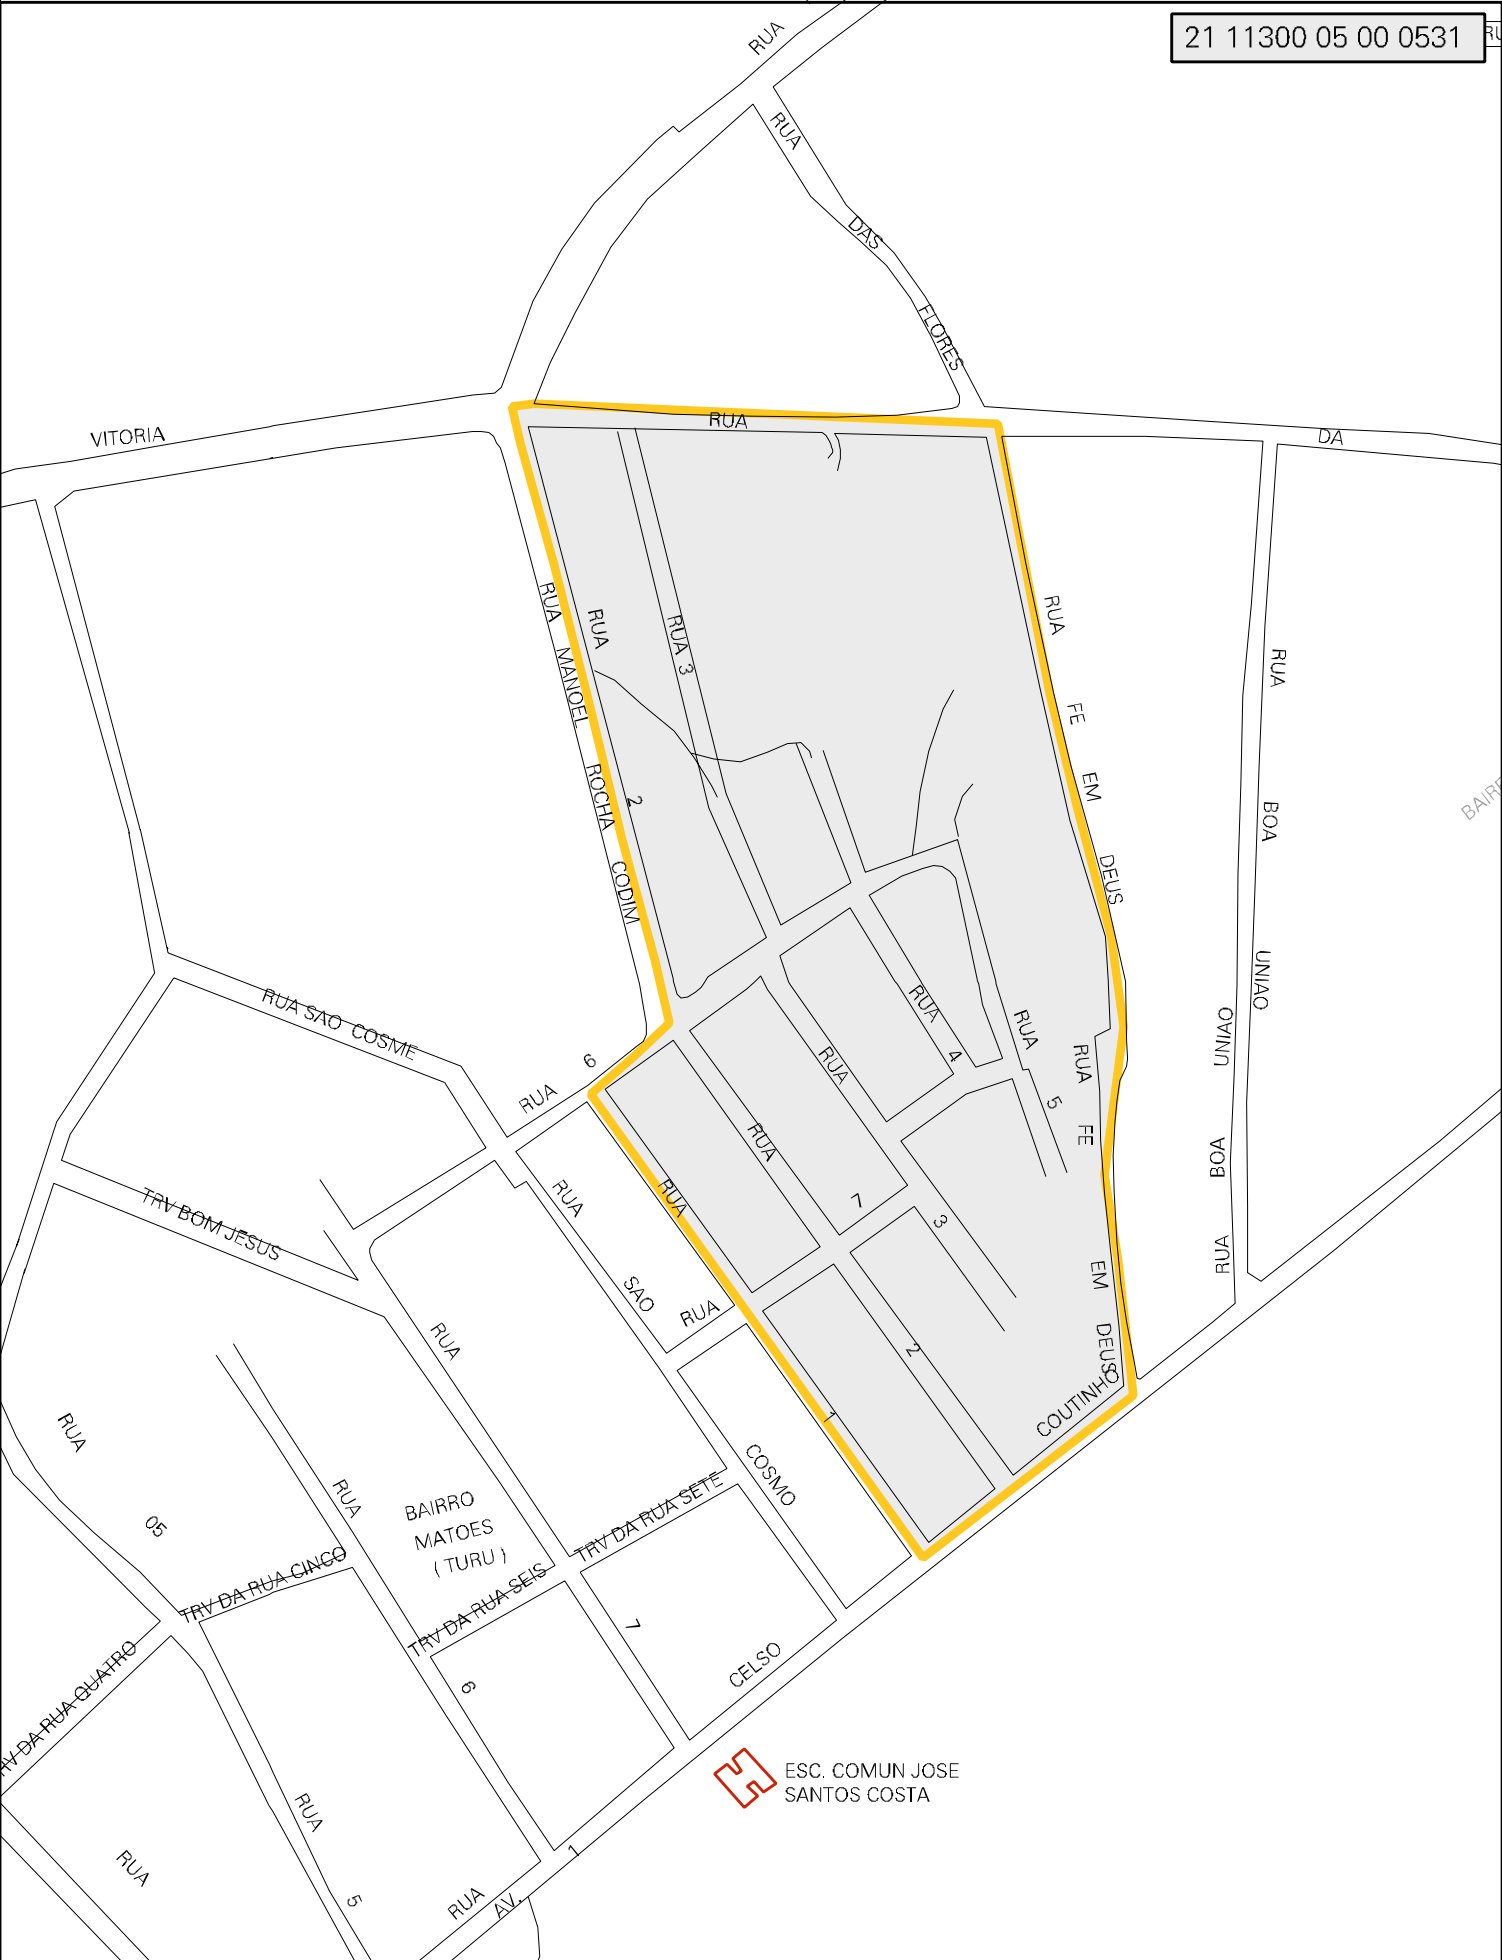 21 11300 05 00 0531
RUA
RUA
DAS
FLORES
VITORIA
RUA
DA
RUA
MANOEL
ROCHA
CODIM
RUA
2
RUA 3
RUA
FE
EM
DEUS
RUA
BOA
UNIAO
UNIAO
BOA
RUA
RUA SAO COSME
RUA
6
RUA
4
RUA
5
RUA
3
RUA
FE
EM
DEUS
RUA
2
7
RUA
1
COUTINHO
TRV BOM JESUS
RUA
SAO
COSMO
RUA
RUA
7
RUA
05
RUA
6
BAIRRO
MATOES
( TURU )
TRV DA RUA SETE
TRV DA RUA SEIS
TRV DA RUA CINCO
RV DA RUA QUATRO
CELSO
RUA
5
RUA
RUA
AV.
1
ESC. COMUN JOSE
SANTOS COSTA